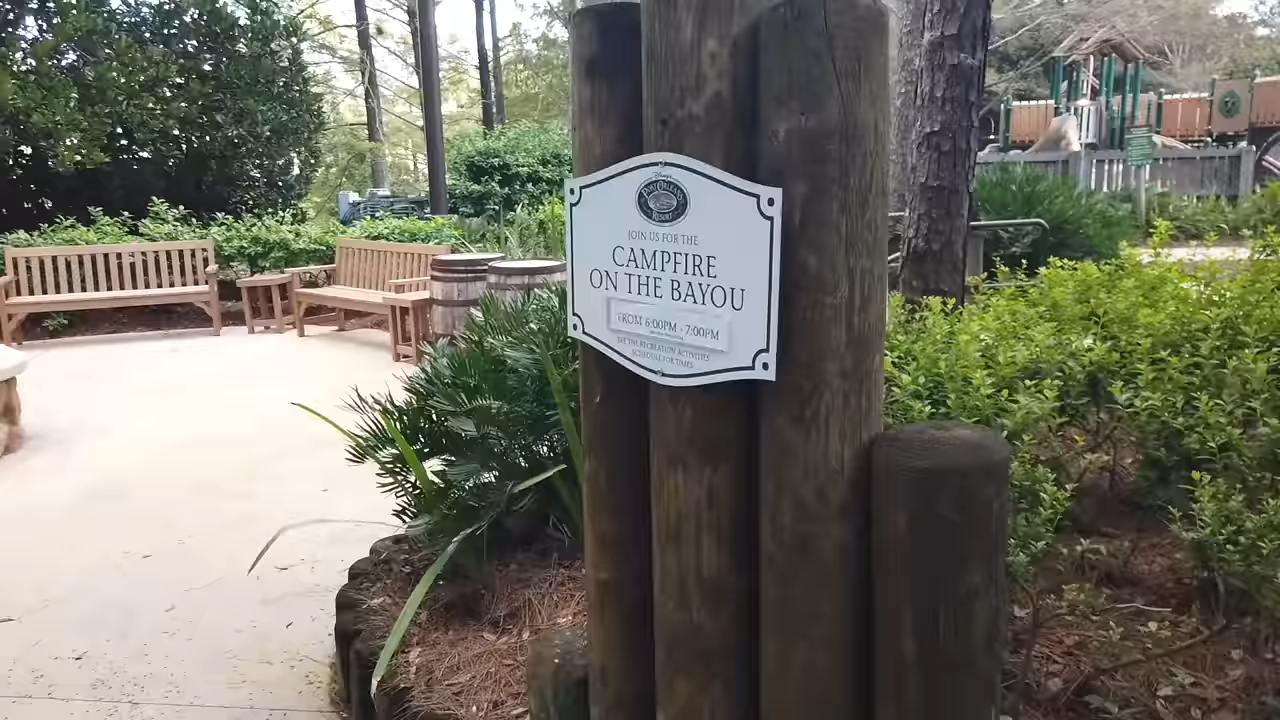 Disney's
PORT ORLEANS
RESORT
JOIN US FOR THE
CAMPFIRE
ON THE BAYOU
FROM 6:00PM - 7:00PM
SEE THE RECREATION ACTIVITIES
SCHEDULE FOR TIMES